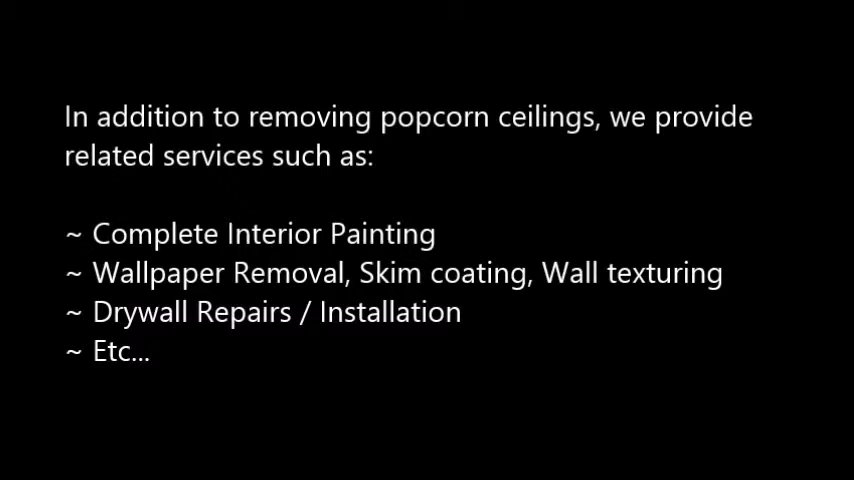 In addition to removing popcorn ceilings, we provide
related services such as:
~ Complete Interior Painting
~ Wallpaper Removal, Skim coating, Wall texturing
~ Drywall Repairs / Installation
~ Etc...